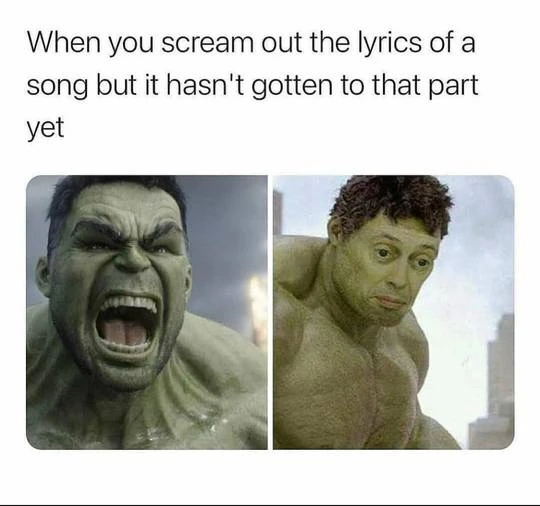 When you scream out the lyrics of a
song but it hasn't gotten to that part
yet